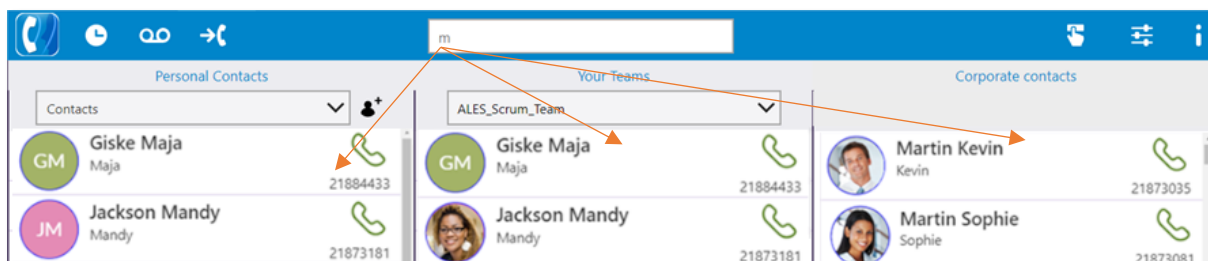 m
Personal Contacts
Contacts
GM
Giske Maja
Maja
21884433
JM
Jackson Mandy
Mandy
21873181
Your Teams
ALES_Scrum_Team
GM
Giske Maja
Maja
21884433
Jackson Mandy
Mandy
21873181
Corporate contacts
Martin Kevin
Kevin
21873035
Martin Sophie
Sophie
21873081